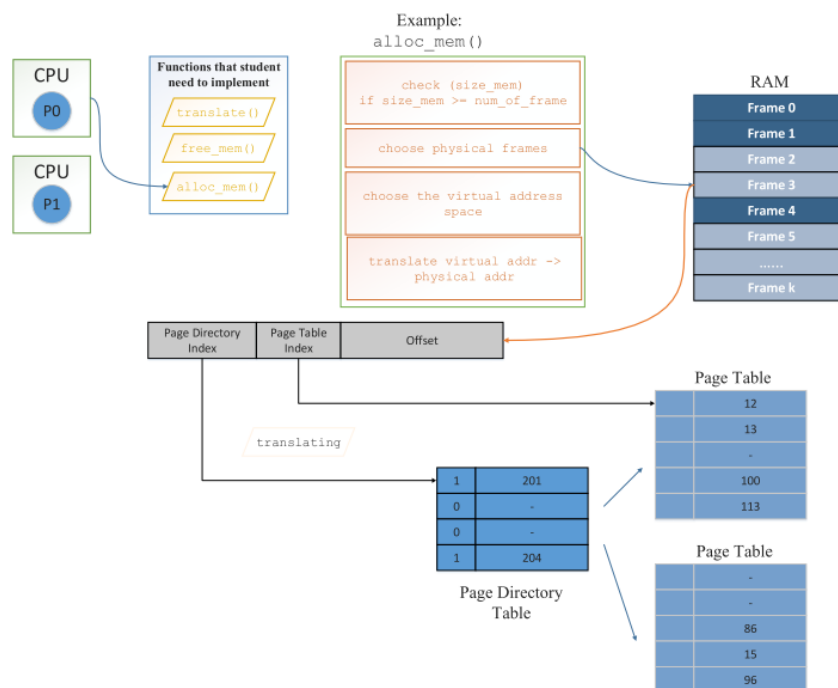 Example:
alloc_mem()
CPU
P0
CPU
P1
Functions that student
need to implement
translate()
free_mem()
alloc_mem()
check (size_mem)
if size_mem >= num_of_frame
choose physical frames
choose the virtual address
space
translate virtual addr ->
physical addr
RAM
Frame 0
Frame 1
Frame 2
Frame 3
Frame 4
Frame 5
......
Frame k
Page Directory
Index
Page Table
Index
Offset
translating
Page Table
12
13
-
100
113
1 201
0 -
0 -
1 204
Page Directory
Table
Page Table
-
-
86
15
96